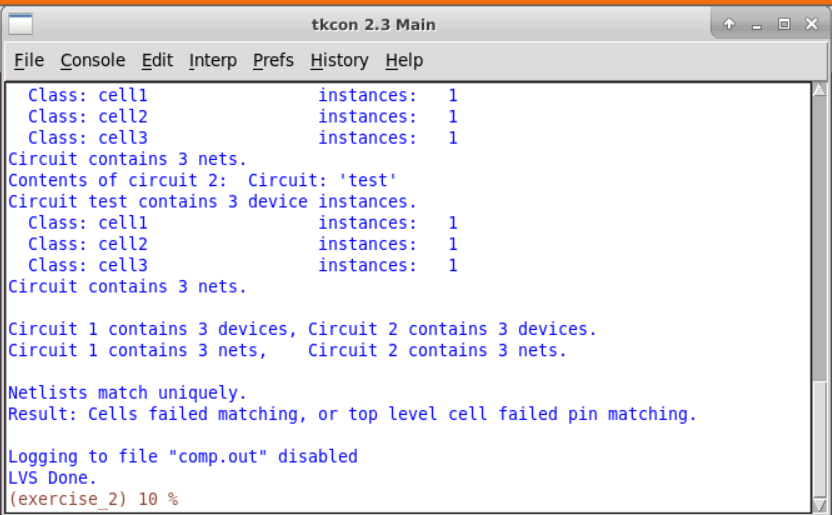 tkcon 2.3 Main
File Console Edit Interp Prefs History Help
Class: cell1 instances: 1
Class: cell2 instances: 1
Class: cell3 instances: 1
Circuit contains 3 nets.
Contents of circuit 2: Circuit: 'test'
Circuit test contains 3 device instances.
Class: cell1 instances: 1
Class: cell2 instances: 1
Class: cell3 instances: 1
Circuit contains 3 nets.
Circuit 1 contains 3 devices, Circuit 2 contains 3 devices.
Circuit 1 contains 3 nets, Circuit 2 contains 3 nets.
Netlists match uniquely.
Result: Cells failed matching, or top level cell failed pin matching.
Logging to file "comp.out" disabled
LVS Done.
(exercise_2) 10 %